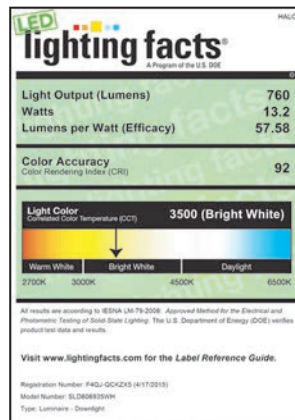 LED
HALO
lighting facts®
A Program of the U.S. DOE
Light Output (Lumens) 760
Watts 13.2
Lumens per Watt (Efficacy) 57.58
Color Accuracy
Color Rendering Index (CRI) 92
Light Color
Correlated Color Temperature (CCT) 3500 (Bright White)
Warm White Bright White Daylight
2700K 3000K 4500K 6500K
All results are according to IESNA LM-79-2008: Approved Method for the Electrical and
Photometric Testing of Solid-State Lighting. The U.S. Department of Energy (DOE) verifies
product test data and results.
Visit www.lightingfacts.com for the Label Reference Guide.
Registration Number: F4QJ-QCKZX5 (4/17/2015)
Model Number: SLD606935WH
Type: Luminaire - Downlight